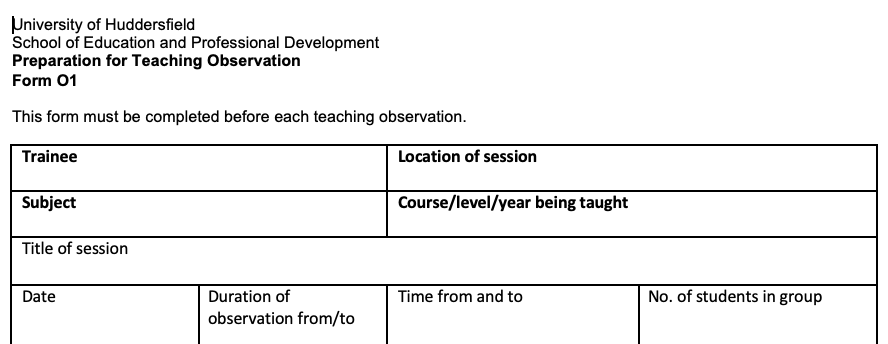 University of Huddersfield
School of Education and Professional Development
Preparation for Teaching Observation
Form O1
This form must be completed before each teaching observation.
Trainee
Location of session
Subject
Course/level/year being taught
Title of session
Date
Duration of
observation from/to
Time from and to
No. of students in group